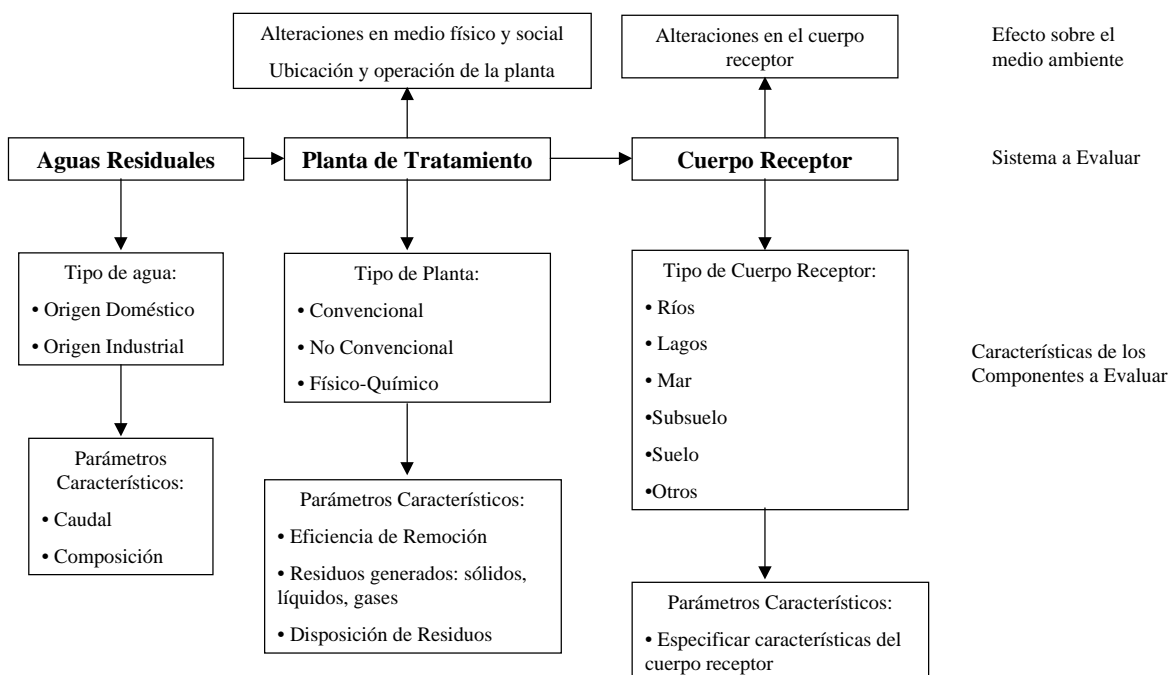 Alteraciones en medio físico y social
Ubicación y operación de la planta
Alteraciones en el cuerpo
receptor
Efecto sobre el
medio ambiente
Aguas Residuales
Planta de Tratamiento
Cuerpo Receptor
Sistema a Evaluar
Tipo de agua:
• Origen Doméstico
• Origen Industrial
Tipo de Planta:
• Convencional
• No Convencional
• Físico-Químico
Tipo de Cuerpo Receptor:
• Ríos
• Lagos
• Mar
•Subsuelo
•Suelo
•Otros
Características de los
Componentes a Evaluar
Parámetros
Característicos:
• Caudal
• Composición
Parámetros Característicos:
• Eficiencia de Remoción
• Residuos generados: sólidos,
líquidos, gases
• Disposición de Residuos
Parámetros Característicos:
• Especificar características del
cuerpo receptor